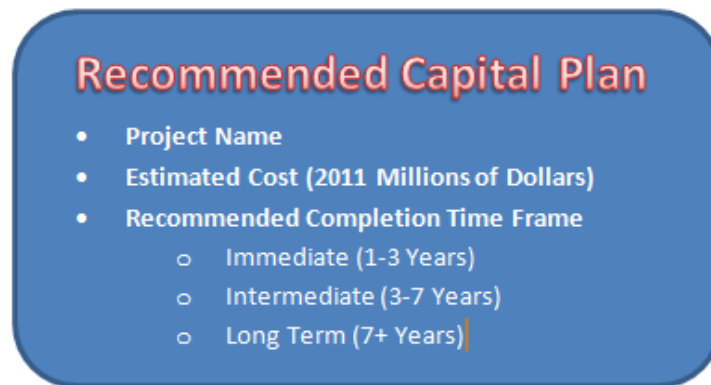 Recommended Capital Plan
• Project Name
• Estimated Cost (2011 Millions of Dollars)
• Recommended Completion Time Frame
o Immediate (1-3 Years)
o Intermediate (3-7 Years)
o Long Term (7+ Years)